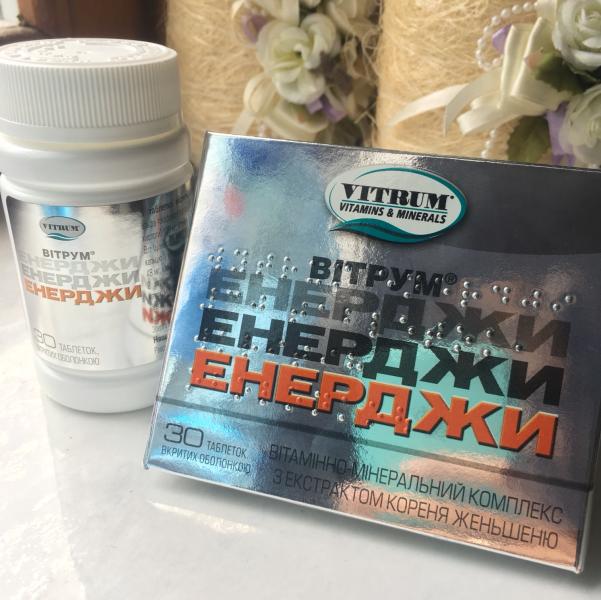 VITRUM®
ВІТРУМ®
ЕНЕРДЖИ
ЕНЕРДЖИ
ЕНЕРДЖИ
30 ТАБЛЕТОК,
ВКРИТИХ ОБОЛОНКОЮ
VITRUM®
VITAMINS & MINERALS
ВІТРУМ®
ЕНЕРДЖИ
ЕНЕРДЖИ
ЕНЕРДЖИ
30 ТАБЛЕТОК,
ВКРИТИХ ОБОЛОНКОЮ
ВІТАМІННО-МІНЕРАЛЬНИЙ КОМПЛЕКС
З ЕКСТРАКТОМ КОРЕНЯ ЖЕНЬШЕНЮ